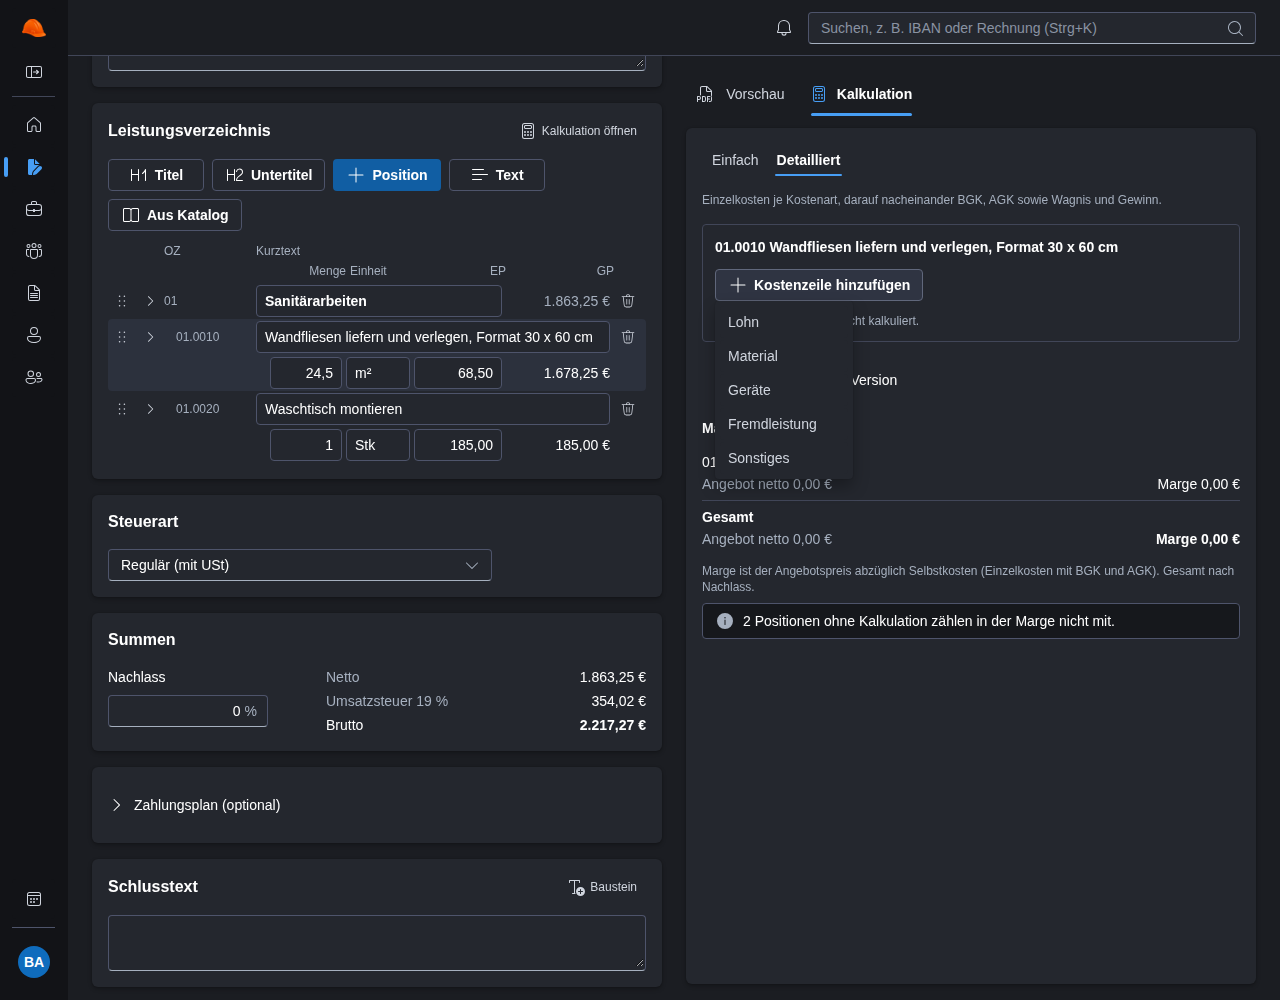 Suchen, z. B. IBAN oder Rechnung (Strg+K)
PDF Vorschau
Kalkulation
Leistungsverzeichnis
Kalkulation öffnen
H1 Titel
H2 Untertitel
Position
Text
Aus Katalog
OZ Kurztext
Menge Einheit EP GP
01 Sanitärarbeiten 1.863,25 €
01.0010 Wandfliesen liefern und verlegen, Format 30 x 60 cm
24,5 m² 68,50 1.678,25 €
01.0020 Waschtisch montieren
1 Stk 185,00 185,00 €
Steuerart
Regulär (mit USt)
Summen
Nachlass
0 %
Netto 1.863,25 €
Umsatzsteuer 19 % 354,02 €
Brutto 2.217,27 €
Zahlungsplan (optional)
Schlusstext
Baustein
BA
Einfach Detailliert
Einzelkosten je Kostenart, darauf nacheinander BGK, AGK sowie Wagnis und Gewinn.
01.0010 Wandfliesen liefern und verlegen, Format 30 x 60 cm
Kostenzeile hinzufügen
kalkuliert.
Lohn
Material
Geräte
Fremdleistung
Sonstiges
Version
01
Angebot netto 0,00 € Marge 0,00 €
Gesamt
Angebot netto 0,00 € Marge 0,00 €
Marge ist der Angebotspreis abzüglich Selbstkosten (Einzelkosten mit BGK und AGK). Gesamt nach
Nachlass.
2 Positionen ohne Kalkulation zählen in der Marge nicht mit.